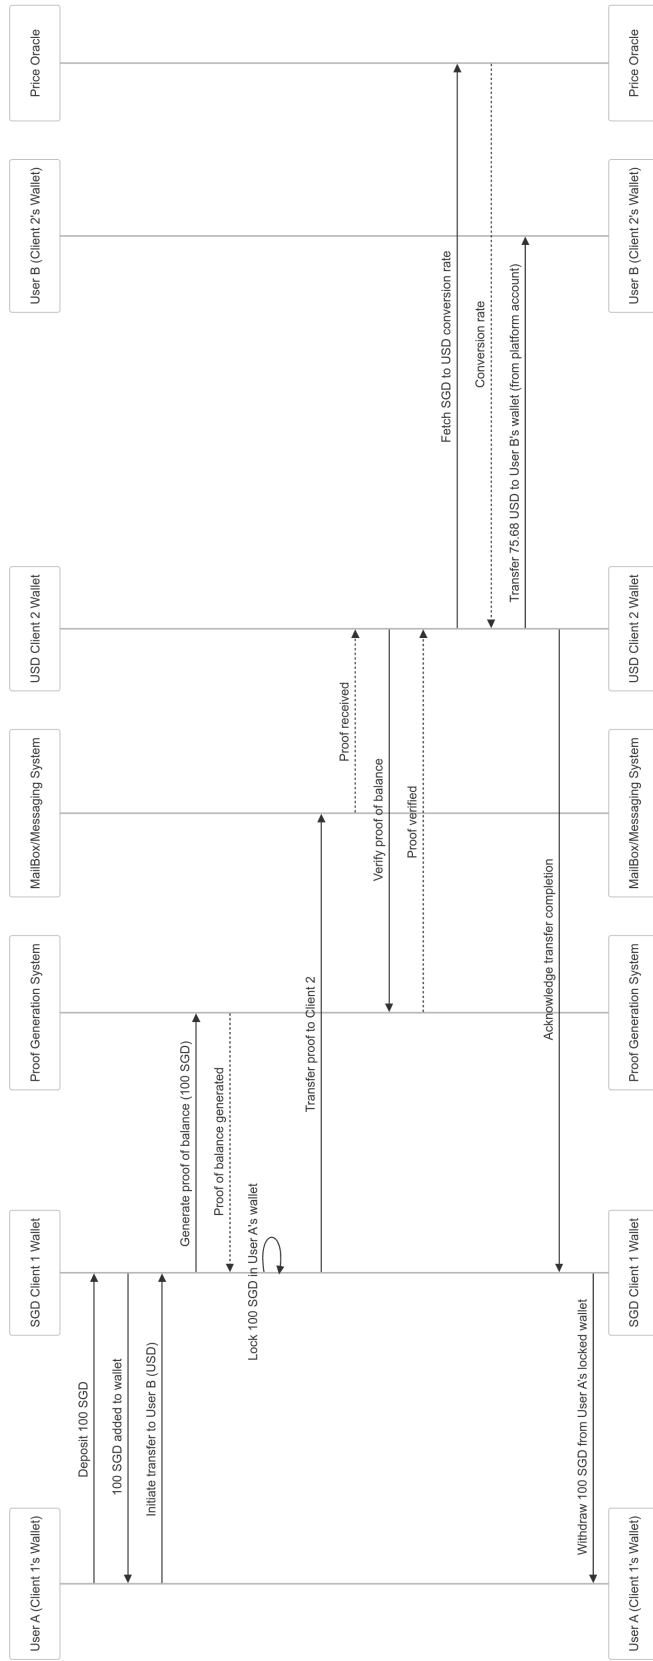 User A (Client 1's Wallet)
SGD Client 1 Wallet
Proof Generation System
MailBox/Messaging System
USD Client 2 Wallet
User B (Client 2's Wallet)
Price Oracle
Deposit 100 SGD
100 SGD added to wallet
Initiate transfer to User B (USD)
Generate proof of balance (100 SGD)
Proof of balance generated
Lock 100 SGD in User A's wallet
Transfer proof to Client 2
Proof received
Verify proof of balance
Proof verified
Fetch SGD to USD conversion rate
Conversion rate
Transfer 75.68 USD to User B's wallet (from platform account)
Acknowledge transfer completion
Withdraw 100 SGD from User A's locked wallet
User A (Client 1's Wallet)
SGD Client 1 Wallet
Proof Generation System
MailBox/Messaging System
USD Client 2 Wallet
User B (Client 2's Wallet)
Price Oracle